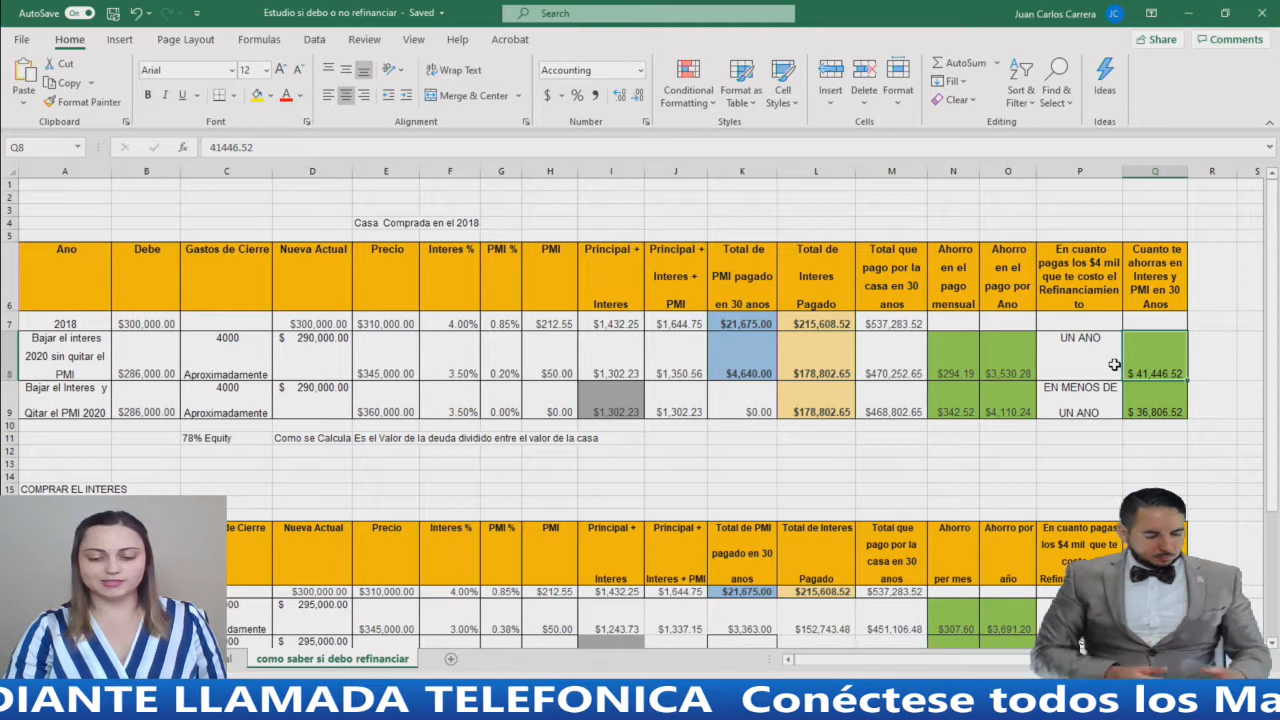 AutoSave On
Estudio si debo o no refinanciar - Saved
Search
Juan Carlos Carrera JC
File Home Insert Page Layout Formulas Data Review View Help Acrobat
Share Comments
Paste
Cut
Copy
Format Painter
Clipboard
Arial 12
B I U
Font
Wrap Text
Merge & Center
Alignment
Accounting
Number
Conditional Formatting
Format as Table
Cell Styles
Styles
Insert Delete Format
Cells
AutoSum
Fill
Clear
Sort & Filter
Find & Select
Editing
Ideas
Ideas
Q8 fx 41446.52
A B C D E F G H I J K L M N O P Q R S
4 Casa Comprada en el 2018
6 Ano
Debe
Gastos de Cierre
Nueva Actual
Precio
Interes %
PMI %
PMI
Principal + Interes
Principal + Interes + PMI
Total de PMI pagado en 30 anos
Total de Interes Pagado
Total que pago por la casa en 30 anos
Ahorro en el pago mensual
Ahorro en el pago por Ano
En cuanto pagas los $4 mil que te costo el Refinanciamiento
Cuanto te ahorras en Interes y PMI en 30 Anos
7 2018 $300,000.00 $300,000.00 $310,000.00 4.00% 0.85% $212.55 $1,432.25 $1,644.75 $21,675.00 $215,608.52 $537,283.52
8 Bajar el interes 2020 sin quitar el PMI $286,000.00 4000 Aproximadamente $ 290,000.00 $345,000.00 3.50% 0.20% $50.00 $1,302.23 $1,350.56 $4,640.00 $178,802.65 $470,252.65 $294.19 $3,530.28 UN ANO $ 41,446.52
9 Bajar el Interes y Qitar el PMI 2020 $286,000.00 4000 Aproximadamente $ 290,000.00 $360,000.00 3.50% 0.00% $0.00 $1,302.23 $1,302.23 $0.00 $178,802.65 $468,802.65 $342.52 $4,110.24 EN MENOS DE UN ANO $ 36,806.52
11 78% Equity Como se Calcula Es el Valor de la deuda dividido entre el valor de la casa
15 COMPRAR EL INTERES
de Cierre
Nueva Actual
Precio
Interes %
PMI %
PMI
Principal + Interes
Principal + Interes + PMI
Total de PMI pagado en 30 anos
Total de Interes Pagado
Total que pago por la casa en 30 anos
Ahorro per mes
Ahorro por año
En cuanto pagas los $4 mil que te
$300,000.00 $310,000.00 4.00% 0.85% $212.55 $1,432.25 $1,644.75 $21,675.00 $215,608.52 $537,283.52
$ 295,000.00 $345,000.00 3.00% 0.38% $50.00 $1,243.73 $1,337.15 $3,363.00 $152,743.48 $451,106.48 $307.60 $3,691.20
$ 295,000.00
como saber si debo refinanciar
DIANTE LLAMADA TELEFONICA Conéctese todos los Ma